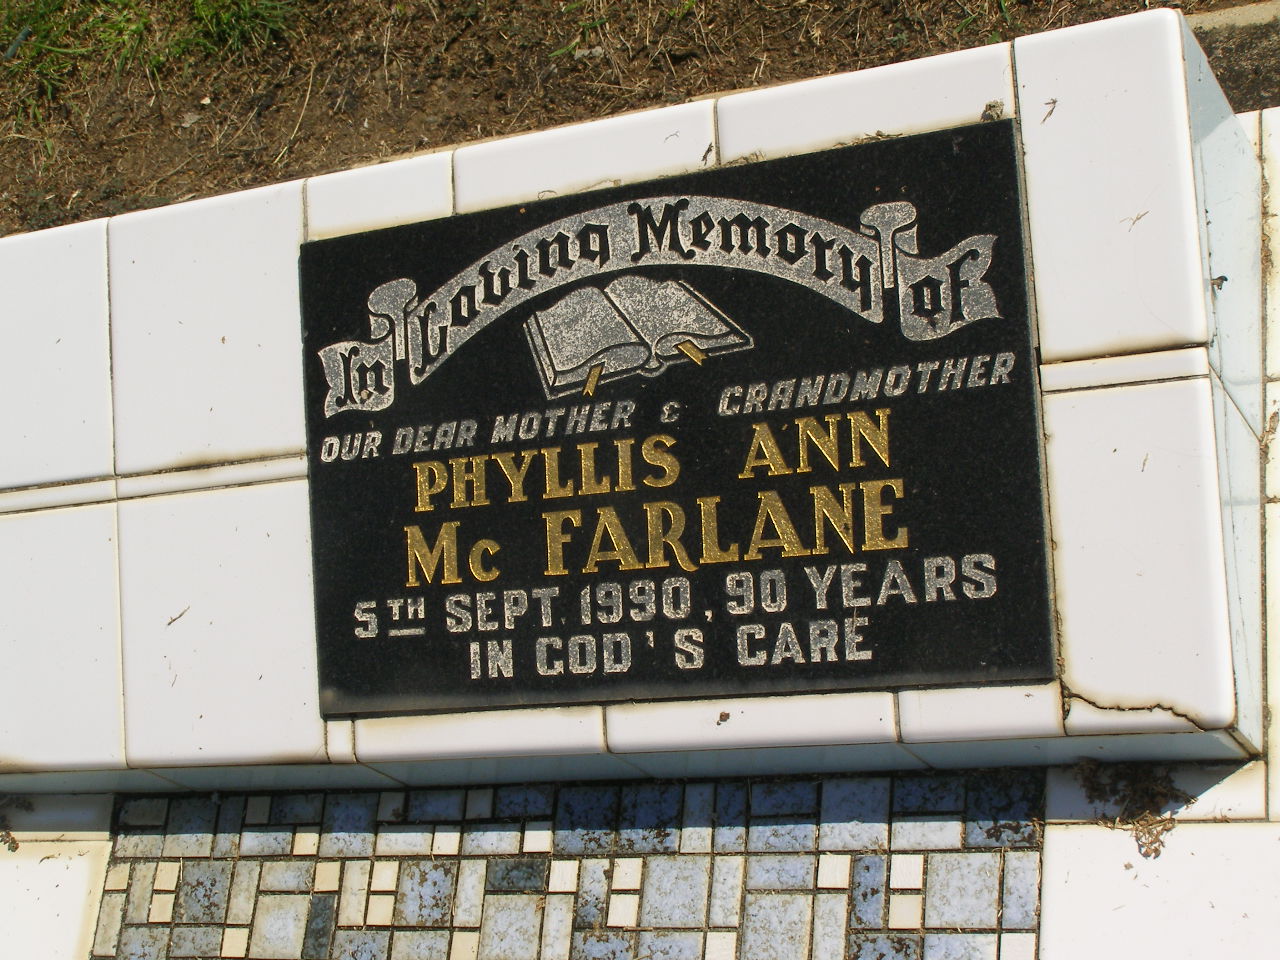 In Loving Memory of
OUR DEAR MOTHER & GRANDMOTHER
PHYLLIS ANN
Mc FARLANE
5TH SEPT. 1990, 90 YEARS
IN GOD'S CARE